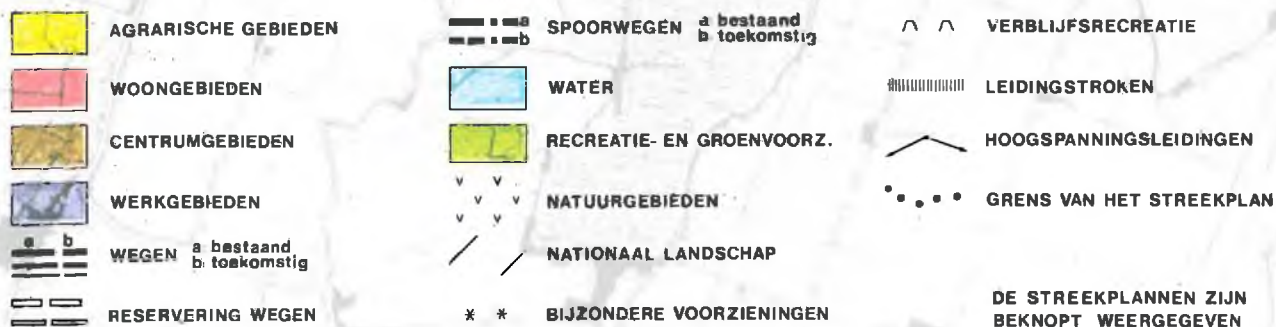 AGRARISCHE GEBIEDEN
WOONGEBIEDEN
CENTRUMGEBIEDEN
WERKGEBIEDEN
a b
WEGEN a bestaand
b toekomstig
RESERVERING WEGEN
a
b
SPOORWEGEN a bestaand
b toekomstig
WATER
RECREATIE- EN GROENVOORZ.
NATUURGEBIEDEN
NATIONAAL LANDSCHAP
* * BIJZONDERE VOORZIENINGEN
VERBLIJFSRECREATIE
LEIDINGSTROKEN
HOOGSPANNINGSLEIDINGEN
GRENS VAN HET STREEKPLAN
DE STREEKPLANNEN ZIJN
BEKNOPT WEERGEGEVEN